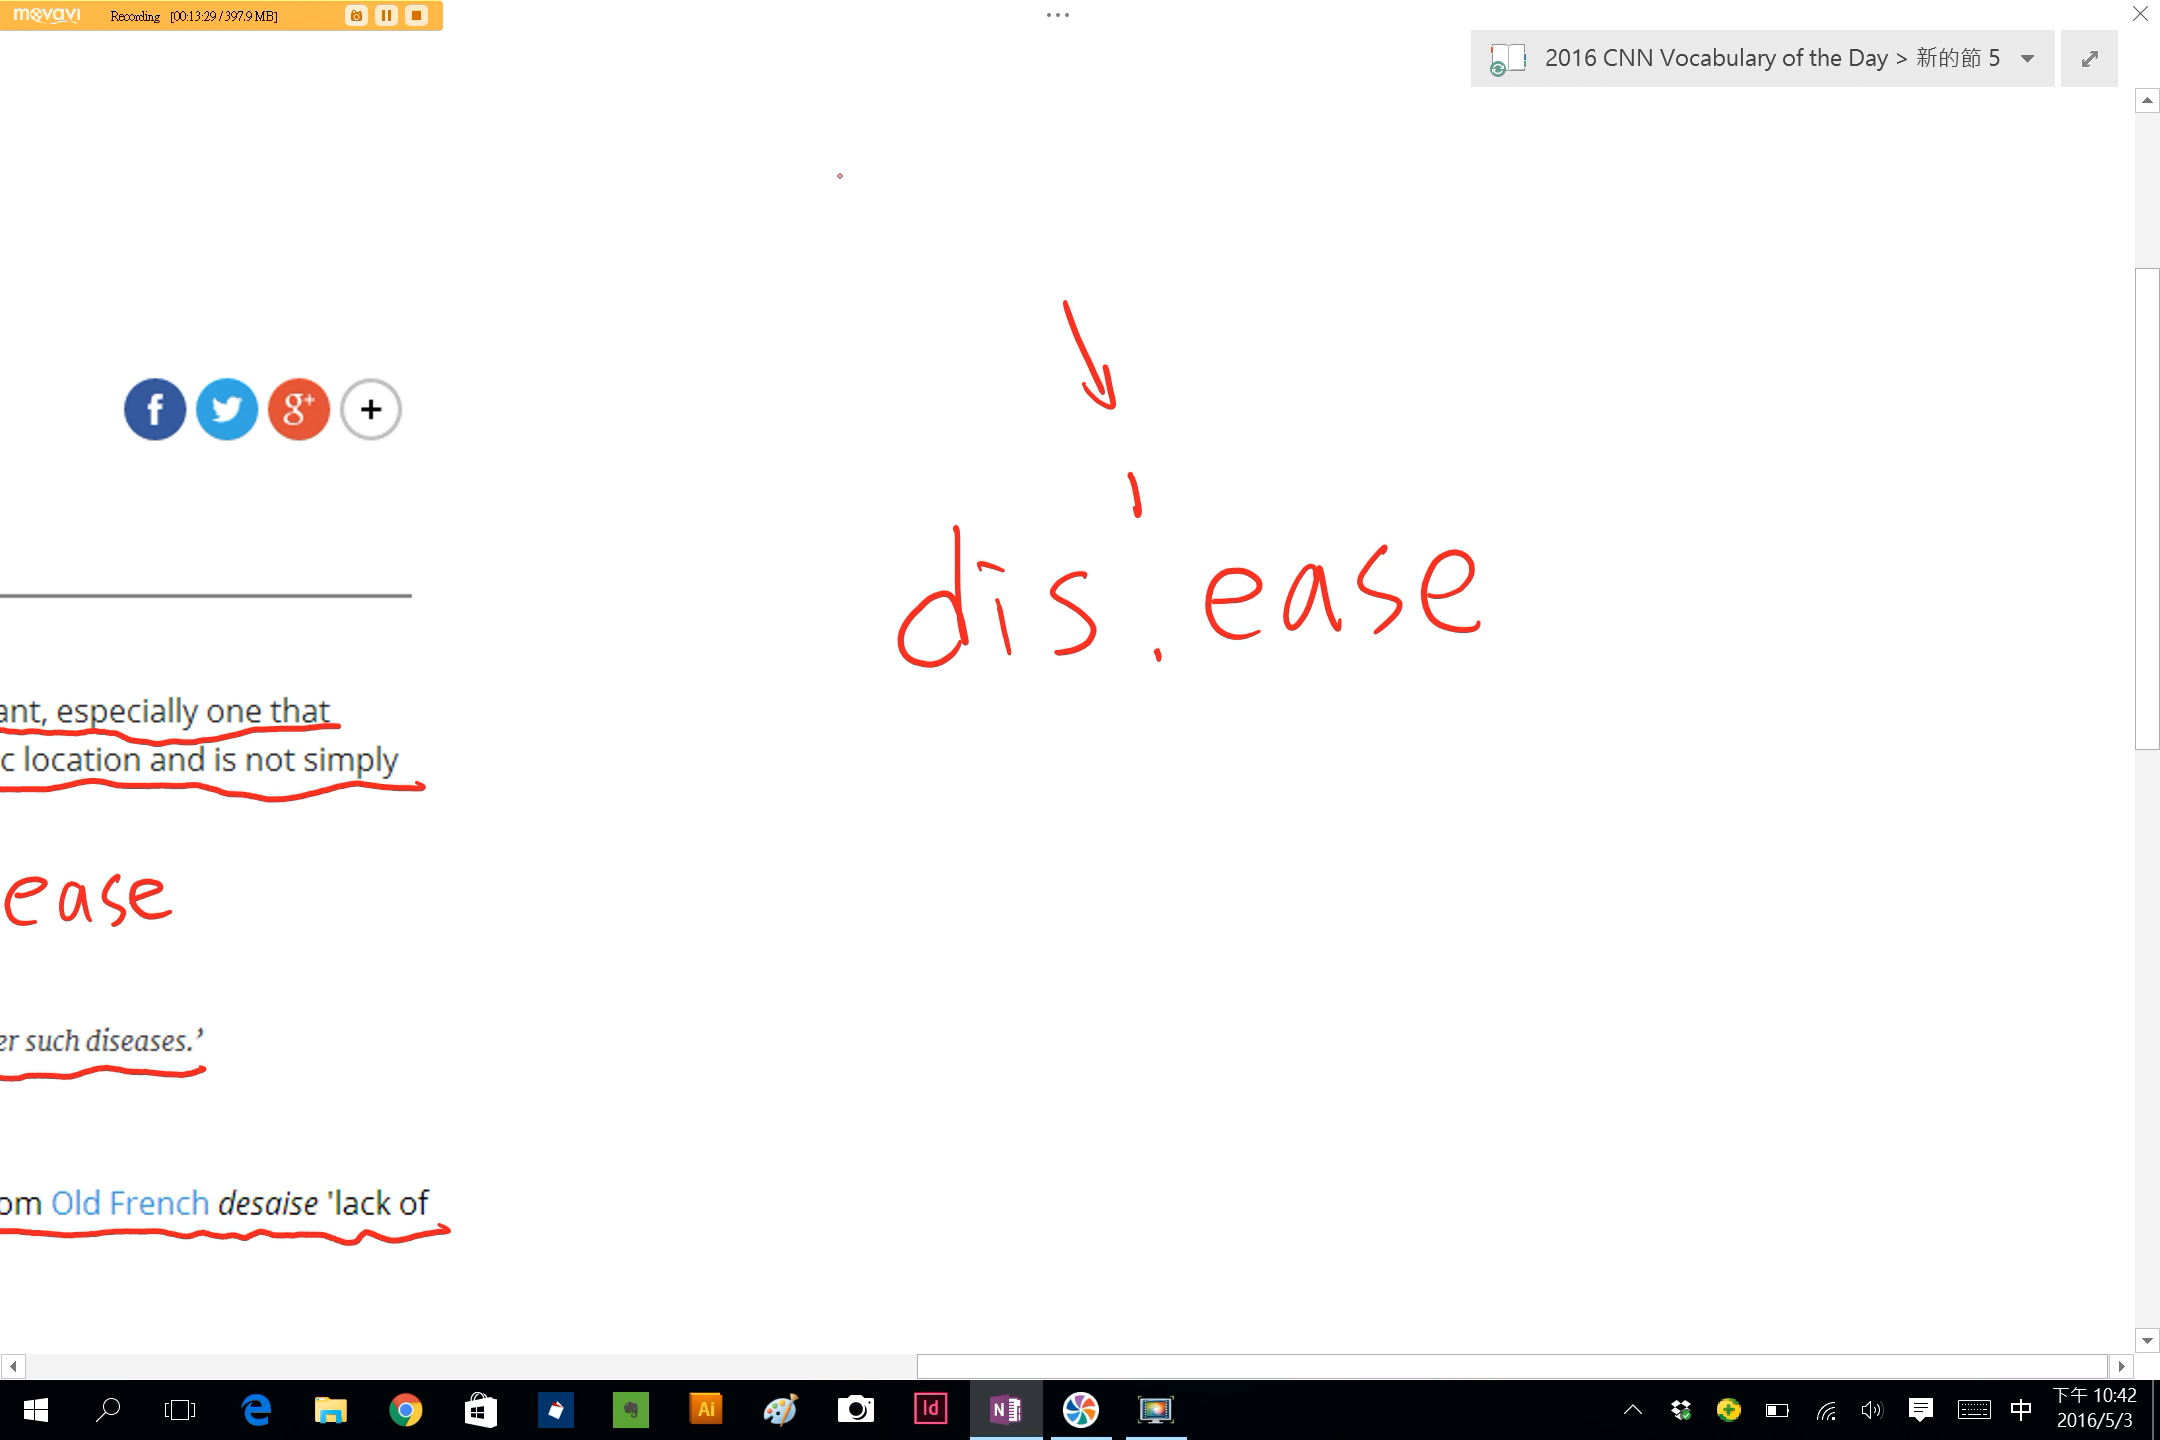 movavi Recording [00:13:29 / 397.9 MB]
2016 CNN Vocabulary of the Day > 新的節 5
f g+ +
dis'.ease
ant, especially one that
c location and is not simply
ease
er such diseases.’
om Old French desaise 'lack of
Ai Id N 中 下午 10:42
2016/5/3